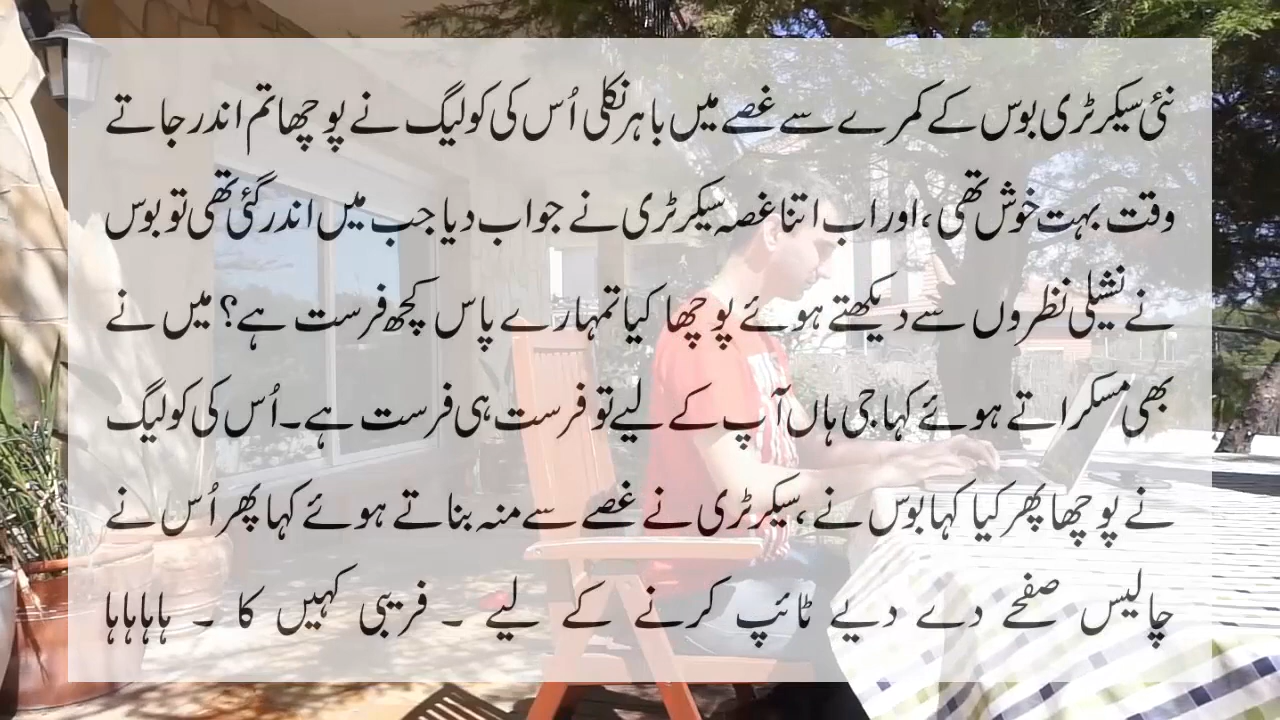 نئی سیکرٹری بوس کے کمرے سے غصے میں باہر نکلی اُس کی کولیگ نے پوچھا تم اندر جاتے
وقت بہت خوش تھی ، اور اب اتنا غصہ سیکرٹری نے جواب دیا جب میں اندر گئی تھی تو بوس
نے نشیلی نظروں سے دیکھتے ہوئے پوچھا کیا تمہارے پاس کچھ فرست ہے؟ میں نے
بھی مسکراتے ہوئے کہا جی ہاں آپ کے لیے تو فرست ہی فرست ہے۔ اُس کی کولیگ
نے پوچھا پھر کیا کہا بوس نے ، سیکرٹری نے غصے سے منہ بناتے ہوئے کہا پھر اُس نے
چالیس صفحے دے دیے ٹائپ کرنے کے لیے ۔ فریبی کہیں کا ۔ ہاہاہاہا